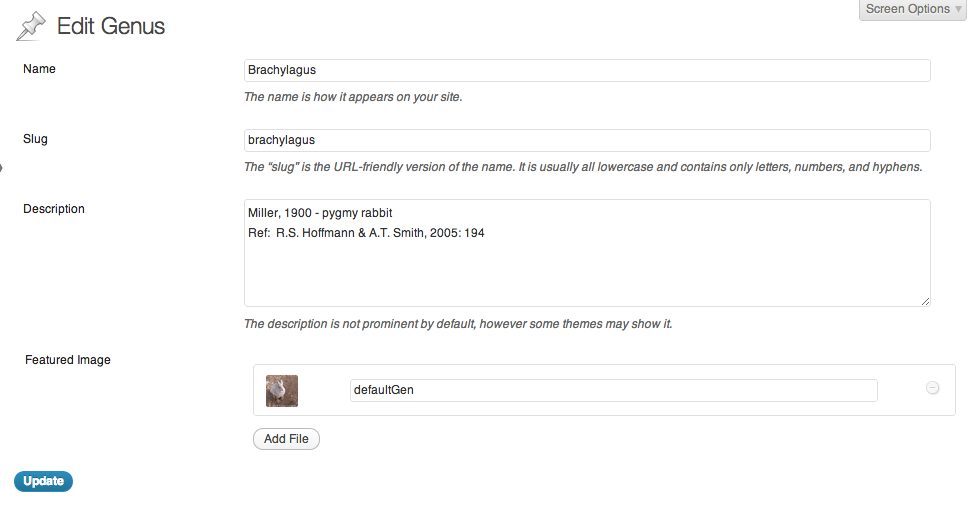 Screen Options ▼
Edit Genus
Name
Brachylagus
The name is how it appears on your site.
Slug
brachylagus
The “slug” is the URL-friendly version of the name. It is usually all lowercase and contains only letters, numbers, and hyphens.
Description
Miller, 1900 - pygmy rabbit
Ref:  R.S. Hoffmann & A.T. Smith, 2005: 194
The description is not prominent by default, however some themes may show it.
Featured Image
defaultGen
Add File
Update